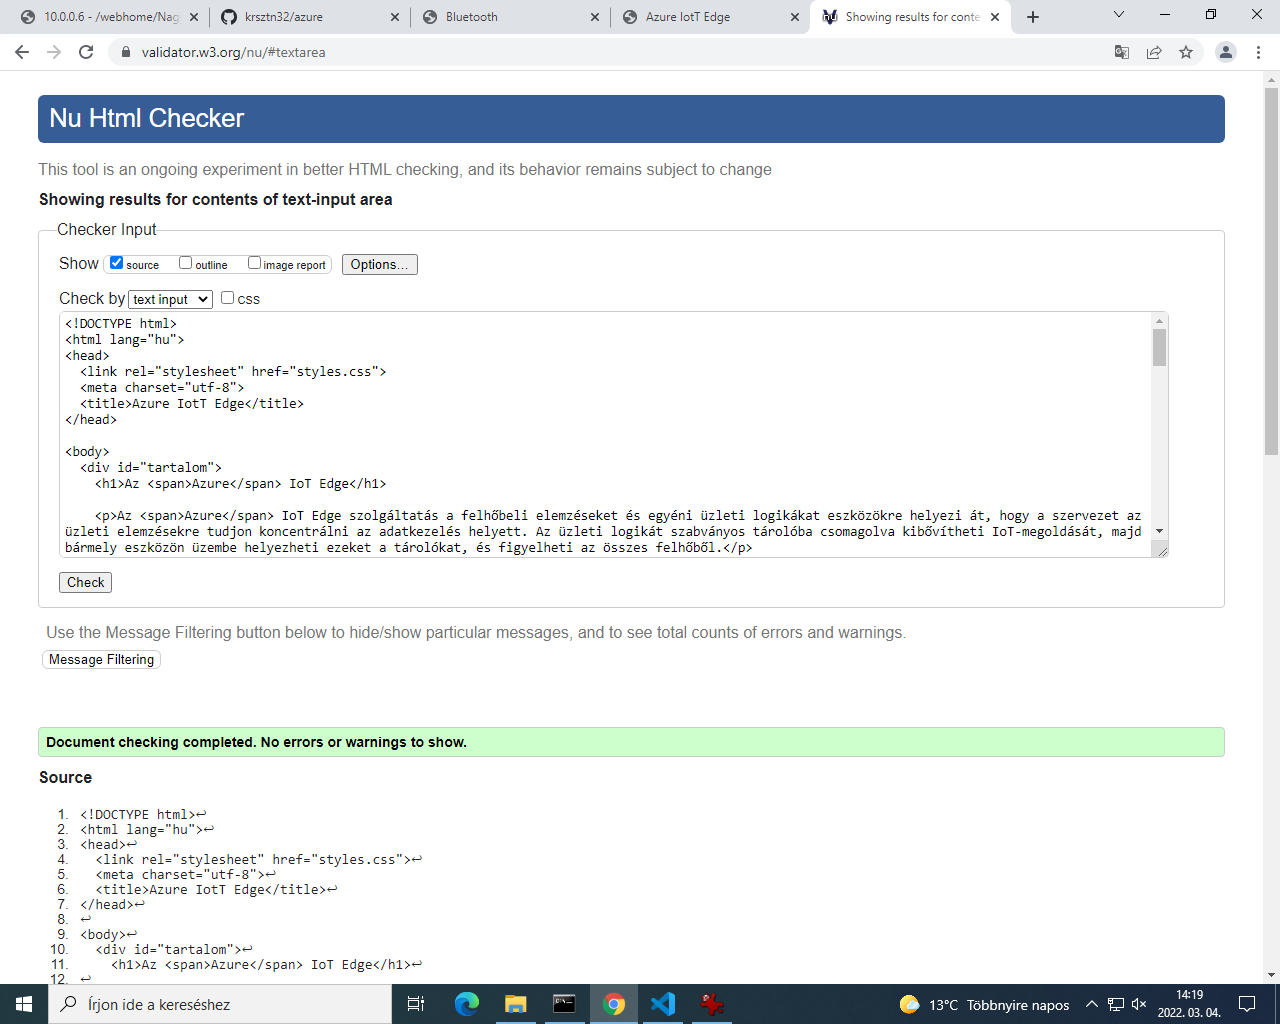 10.0.0.6 - /webhome/Nag
krsztn32/azure
Bluetooth
Azure IotT Edge
Showing results for conte
validator.w3.org/nu/#textarea
Nu Html Checker
This tool is an ongoing experiment in better HTML checking, and its behavior remains subject to change
Showing results for contents of text-input area
Checker Input
Show source outline image report Options...
Check by text input css
<!DOCTYPE html>
<html lang="hu">
<head>
<link rel="stylesheet" href="styles.css">
<meta charset="utf-8">
<title>Azure IotT Edge</title>
</head>
<body>
<div id="tartalom">
<h1>Az <span>Azure</span> IoT Edge</h1>
<p>Az <span>Azure</span> IoT Edge szolgáltatás a felhőbeli elemzéseket és egyéni üzleti logikákat eszközökre helyezi át, hogy a szervezet az
üzleti elemzésekre tudjon koncentrálni az adatkezelés helyett. Az üzleti logikát szabványos tárolóba csomagolva kibővítheti IoT-megoldását, majd
bármely eszközön üzembe helyezheti ezeket a tárolókat, és figyelheti az összes felhőből.</p>
Check
Use the Message Filtering button below to hide/show particular messages, and to see total counts of errors and warnings.
Message Filtering
Document checking completed. No errors or warnings to show.
Source
1. <!DOCTYPE html>↩
2. <html lang="hu">↩
3. <head>↩
4. <link rel="stylesheet" href="styles.css">↩
5. <meta charset="utf-8">↩
6. <title>Azure IotT Edge</title>↩
7. </head>↩
8. ↩
9. <body>↩
10. <div id="tartalom">↩
11. <h1>Az <span>Azure</span> IoT Edge</h1>↩
12. ↩
Írjon ide a kereséshez
13°C Többnyire napos
14:19
2022. 03. 04.